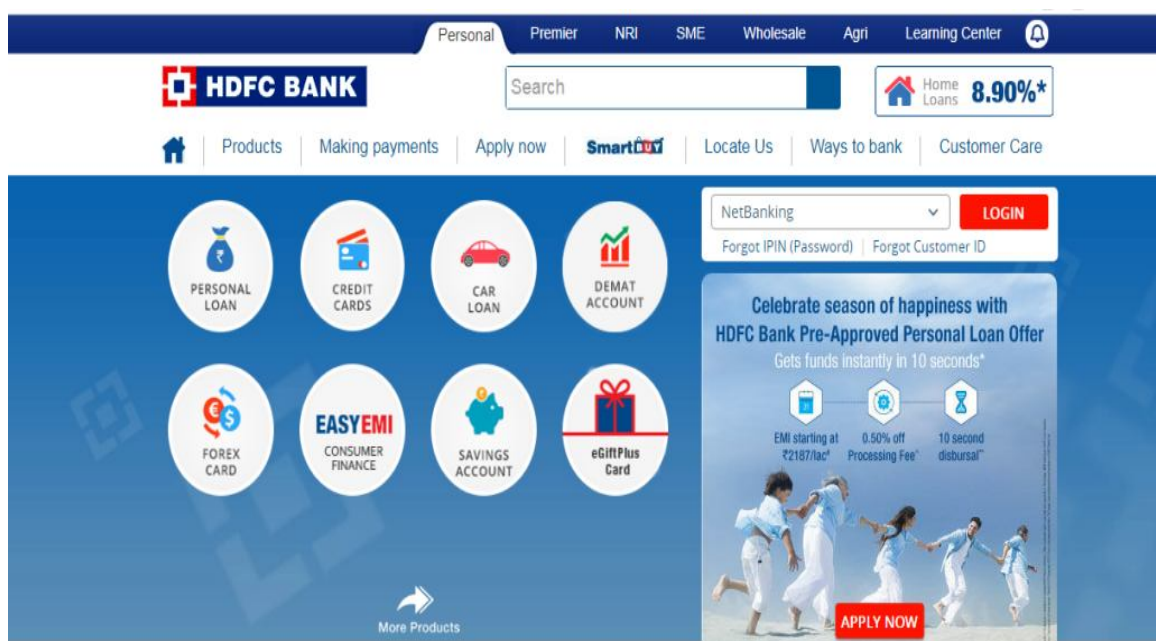 Personal Premier NRI SME Wholesale Agri Learning Center
HDFC BANK
Search
Home
Loans
8.90%*
Products Making payments Apply now SmartBUY Locate Us Ways to bank Customer Care
PERSONAL
LOAN
CREDIT
CARDS
CAR
LOAN
DEMAT
ACCOUNT
FOREX
CARD
EASYEMI
CONSUMER
FINANCE
SAVINGS
ACCOUNT
eGiftPlus
Card
More Products
NetBanking
LOGIN
Forgot IPIN (Password) Forgot Customer ID
Celebrate season of happiness with
HDFC Bank Pre-Approved Personal Loan Offer
Gets funds instantly in 10 seconds*
EMI starting at
₹2187/lac
0.50% off
Processing Fee
10 second
disbursal
APPLY NOW